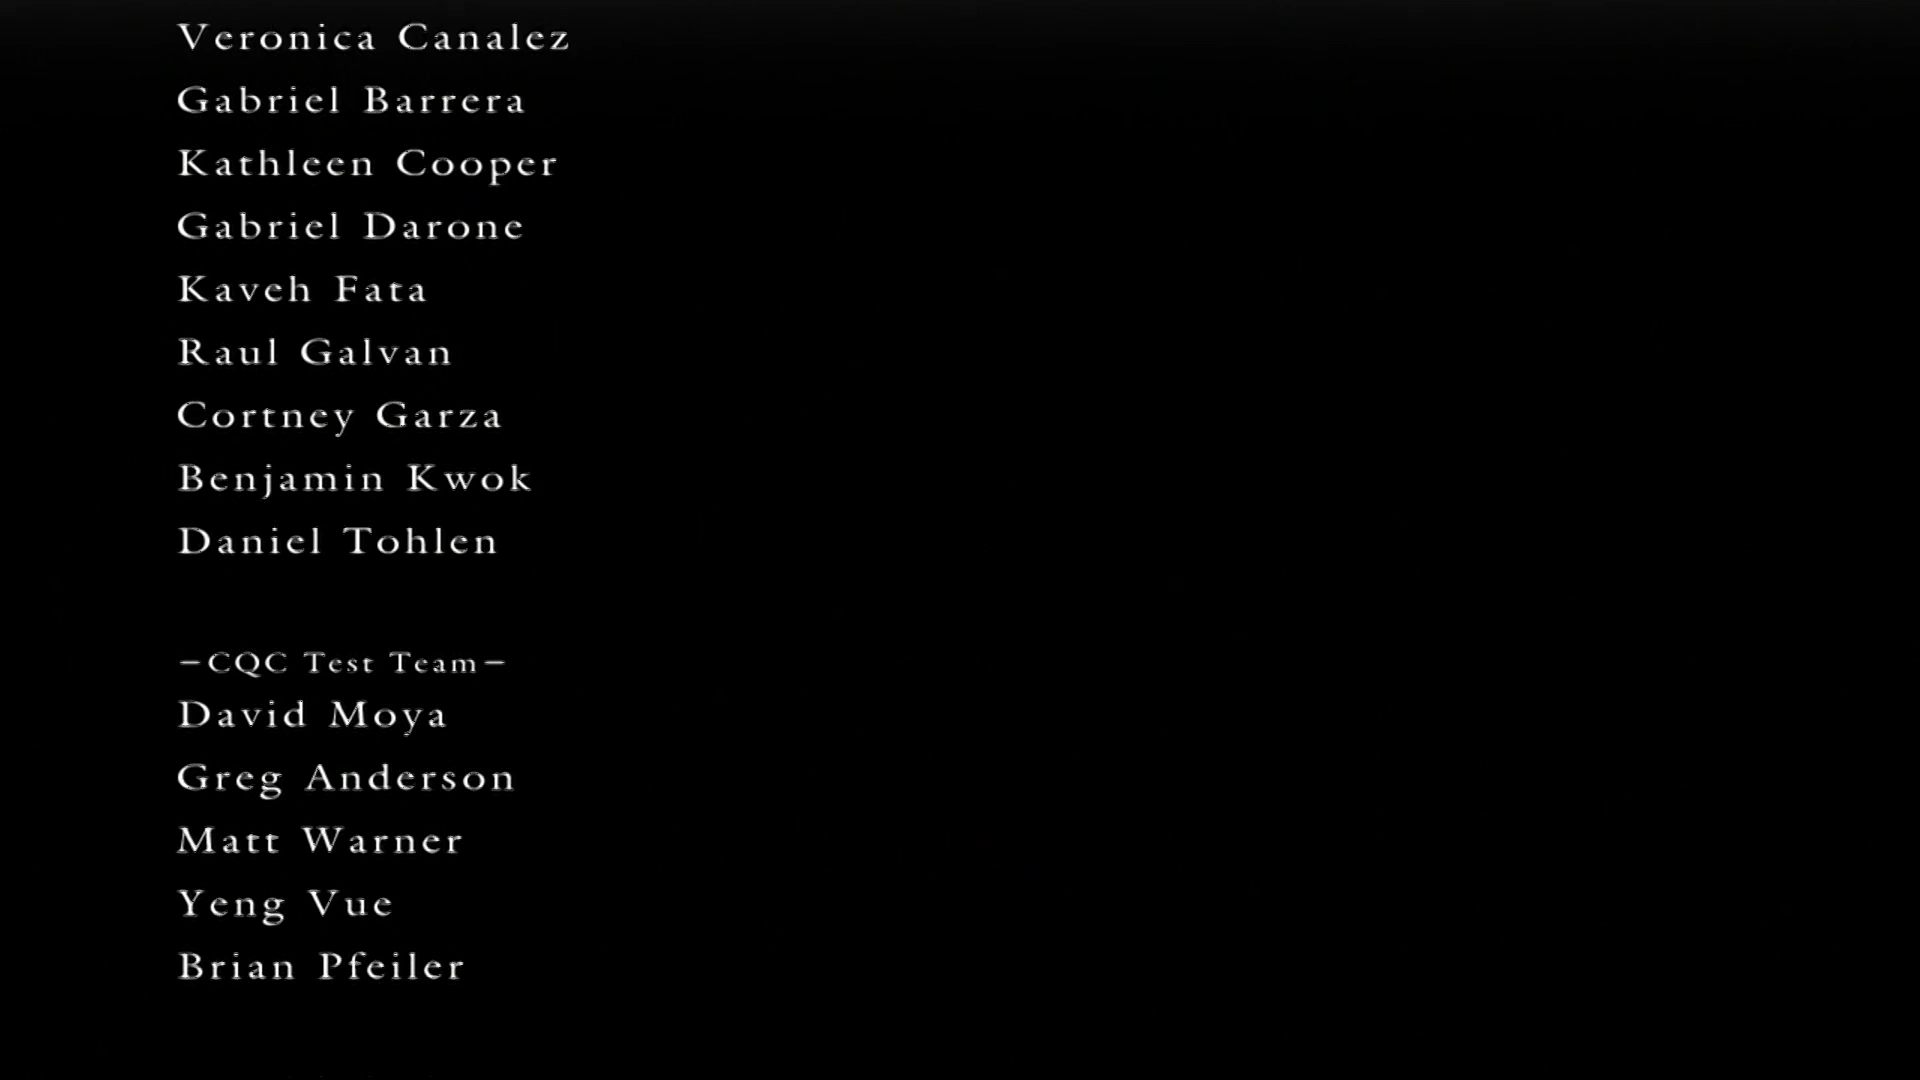 Veronica Canalez
Gabriel Barrera
Kathleen Cooper
Gabriel Darone
Kaveh Fata
Raul Galvan
Cortney Garza
Benjamin Kwok
Daniel Tohlen
-CQC Test Team-
David Moya
Greg Anderson
Matt Warner
Yeng Vue
Brian Pfeiler